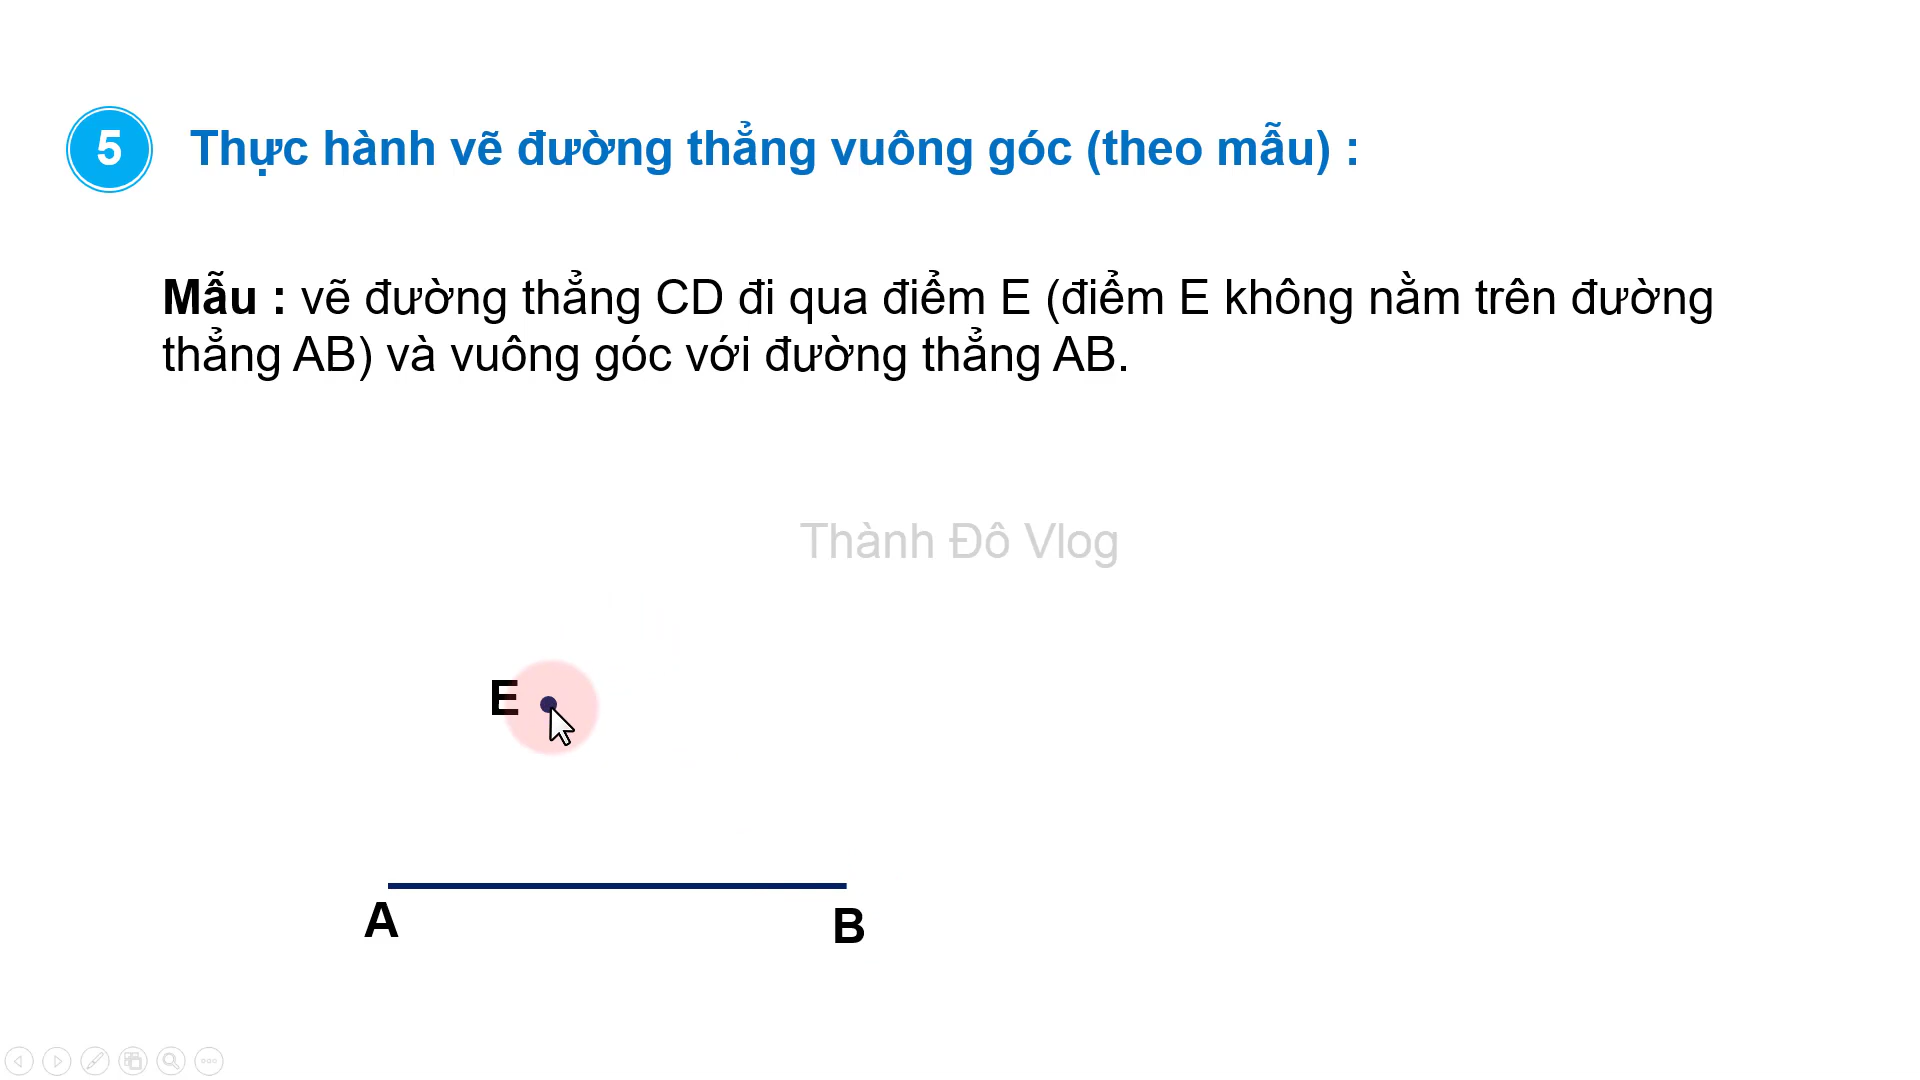 5
Thực hành vẽ đường thẳng vuông góc (theo mẫu) :
Mẫu : vẽ đường thẳng CD đi qua điểm E (điểm E không nằm trên đường
thẳng AB) và vuông góc với đường thẳng AB.
Thành Đô Vlog
E
A
B